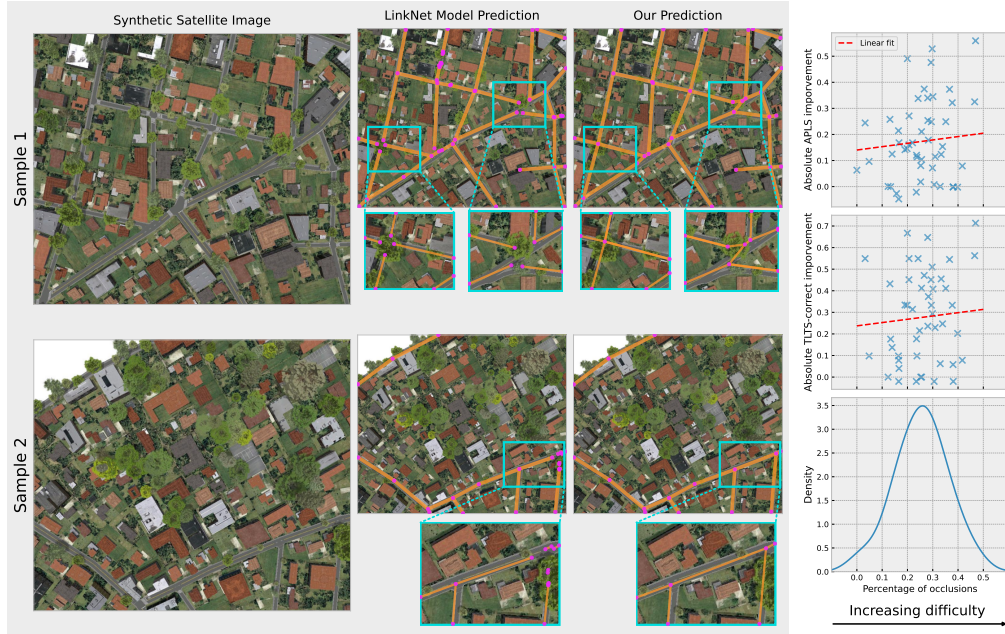 Synthetic Satellite Image
LinkNet Model Prediction
Our Prediction
Sample 1
Sample 2
Absolute APLS imporvement
0.5
0.4
0.3
0.2
0.1
0.0
Linear fit
Absolute TLTS-correct imporvement
0.7
0.6
0.5
0.4
0.3
0.2
0.1
0.0
Density
3.5
3.0
2.5
2.0
1.5
1.0
0.5
0.0
0.0 0.1 0.2 0.3 0.4 0.5
Percentage of occlusions
Increasing difficulty